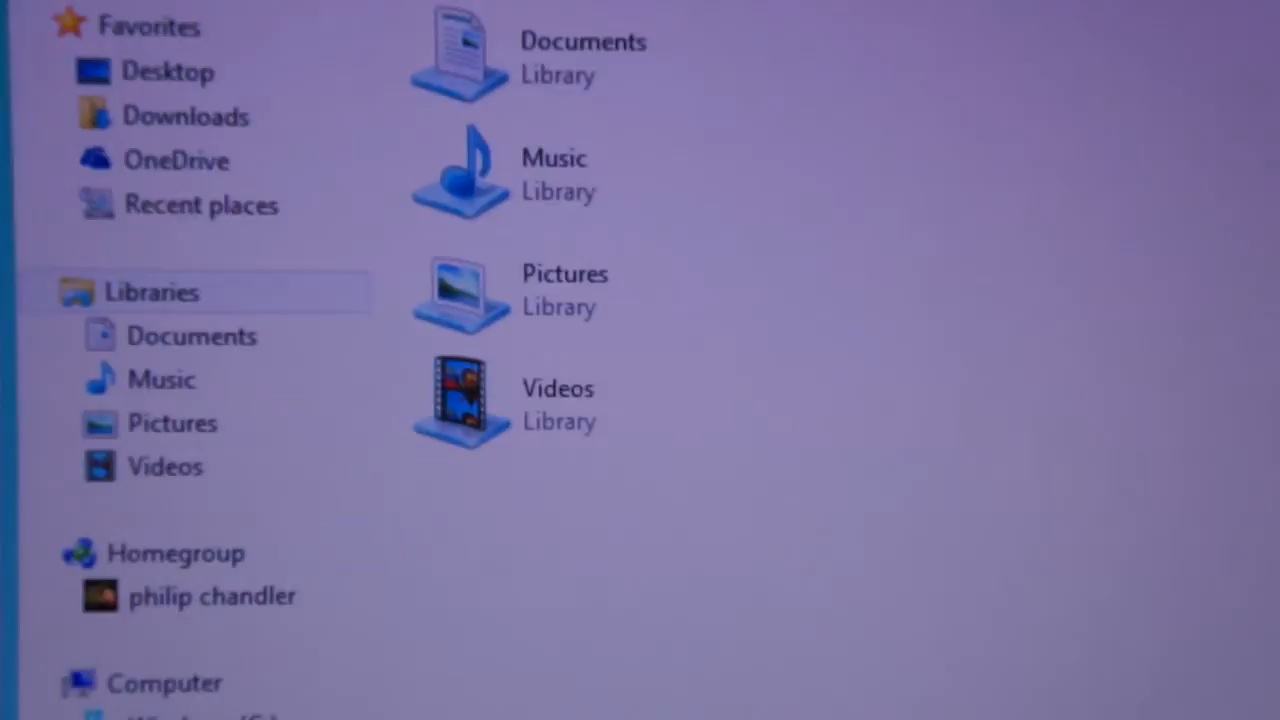 Favorites
Desktop
Downloads
OneDrive
Recent places
Libraries
Documents
Music
Pictures
Videos
Homegroup
philip chandler
Computer
Documents
Library
Music
Library
Pictures
Library
Videos
Library